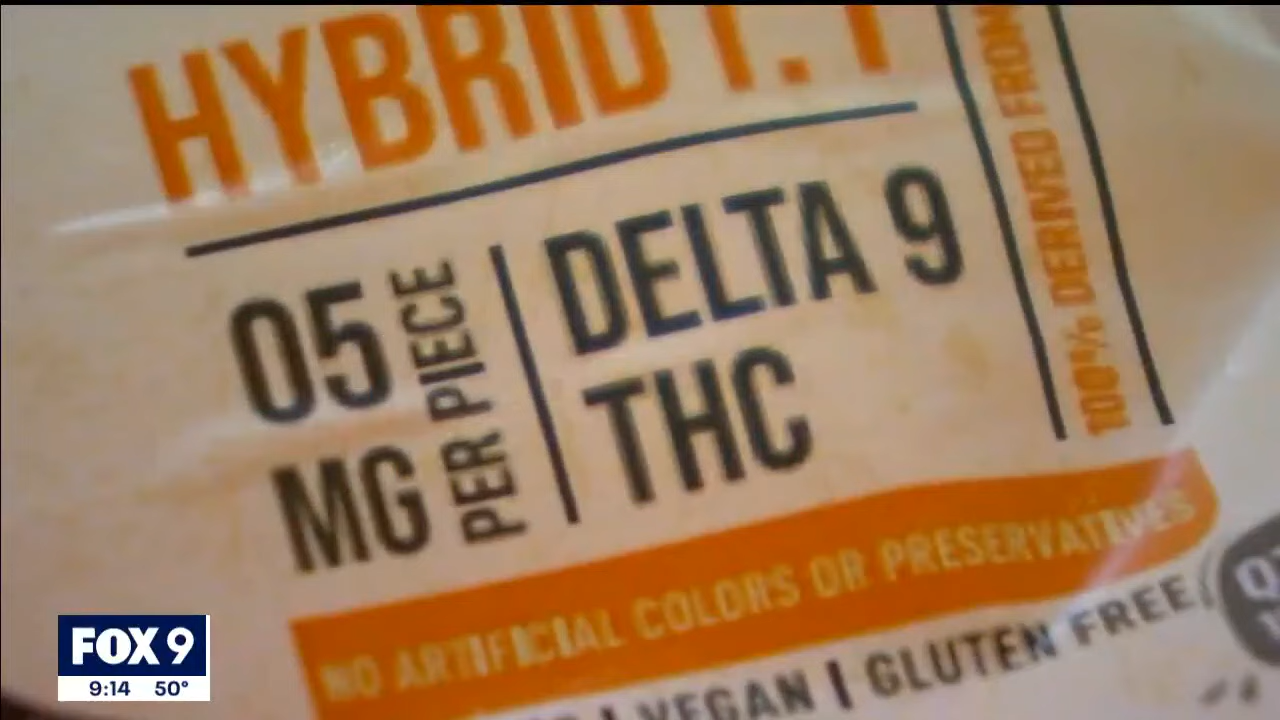 HYBRID 1:1
100% DERIVED FROM
05
MG
PER PIECE
DELTA 9
THC
NO ARTIFICIAL COLORS OR PRESERVATIVES
VEGAN | GLUTEN FREE
FOX 9
9:14 50°